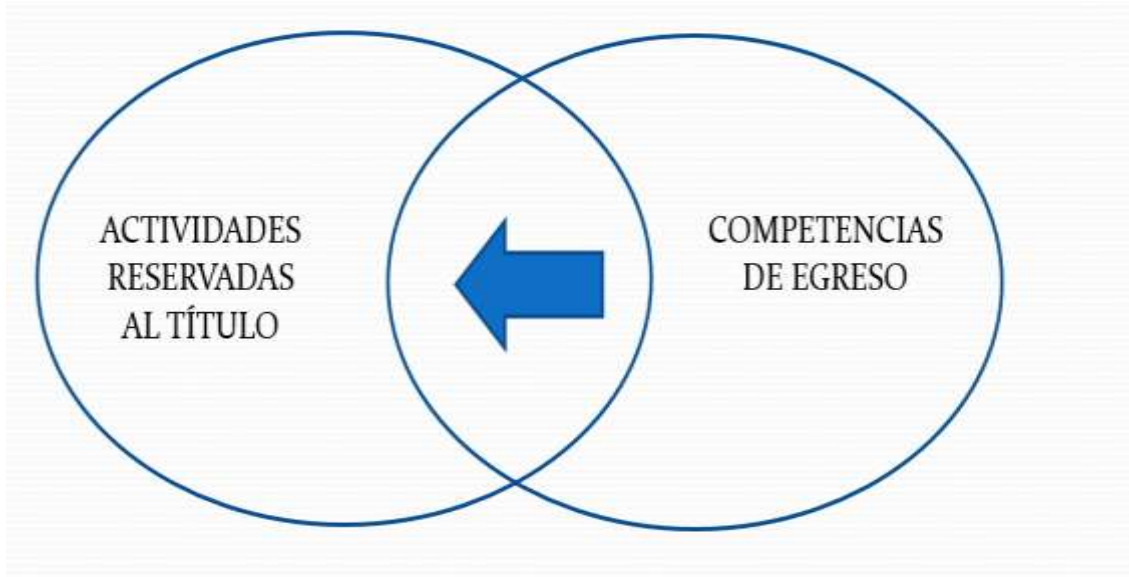 ACTIVIDADES
RESERVADAS
AL TÍTULO
COMPETENCIAS
DE EGRESO